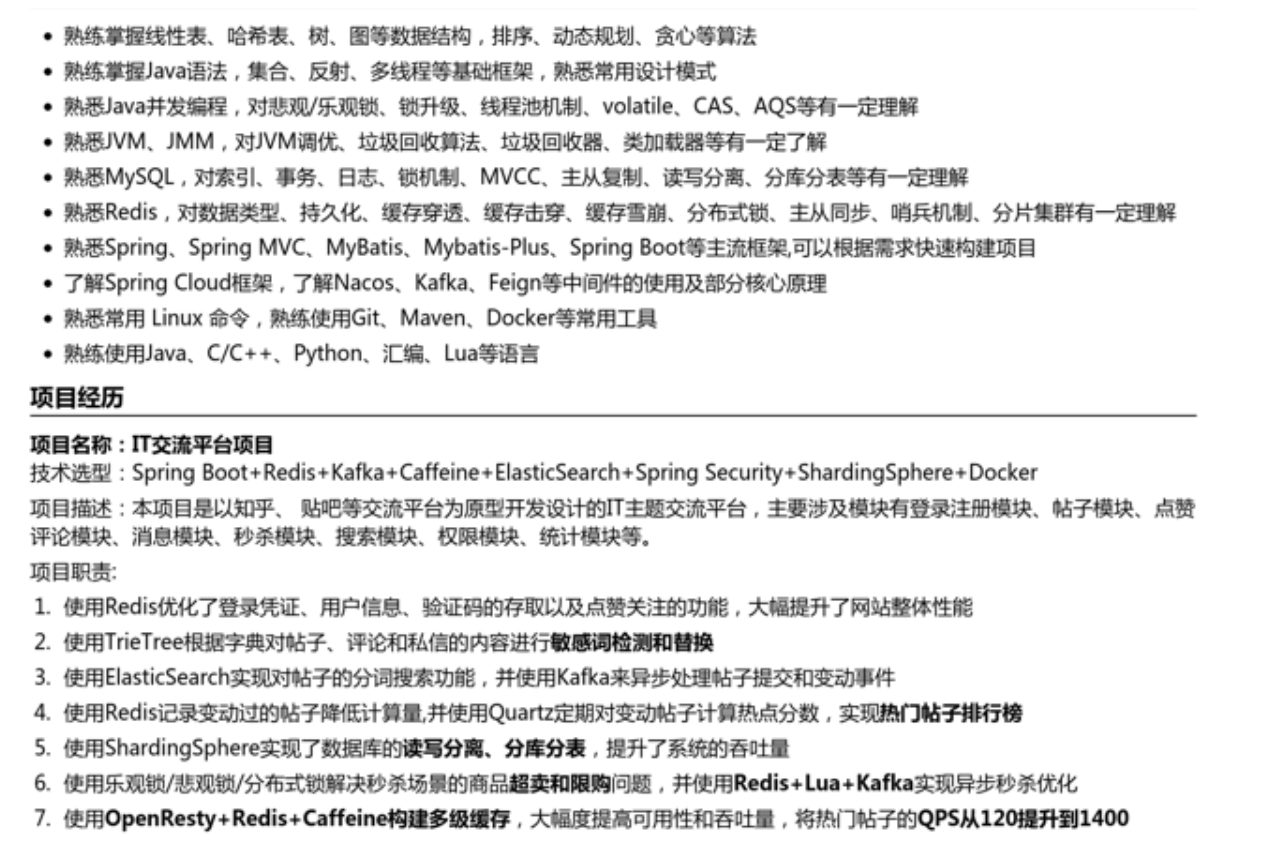 • 熟练掌握线性表、哈希表、树、图等数据结构，排序、动态规划、贪心等算法
• 熟练掌握Java语法，集合、反射、多线程等基础框架，熟悉常用设计模式
• 熟悉Java并发编程，对悲观/乐观锁、锁升级、线程池机制、volatile、CAS、AQS等有一定理解
• 熟悉JVM、JMM，对JVM调优、垃圾回收算法、垃圾回收器、类加载器等有一定了解
• 熟悉MySQL，对索引、事务、日志、锁机制、MVCC、主从复制、读写分离、分库分表等有一定理解
• 熟悉Redis，对数据类型、持久化、缓存穿透、缓存击穿、缓存雪崩、分布式锁、主从同步、哨兵机制、分片集群有一定理解
• 熟悉Spring、Spring MVC、MyBatis、Mybatis-Plus、Spring Boot等主流框架,可以根据需求快速构建项目
• 了解Spring Cloud框架，了解Nacos、Kafka、Feign等中间件的使用及部分核心原理
• 熟悉常用 Linux 命令，熟练使用Git、Maven、Docker等常用工具
• 熟练使用Java、C/C++、Python、汇编、Lua等语言
项目经历
项目名称：IT交流平台项目
技术选型：Spring Boot+Redis+Kafka+Caffeine+ElasticSearch+Spring Security+ShardingSphere+Docker
项目描述：本项目是以知乎、 贴吧等交流平台为原型开发设计的IT主题交流平台，主要涉及模块有登录注册模块、帖子模块、点赞
评论模块、消息模块、秒杀模块、搜索模块、权限模块、统计模块等。
项目职责:
1. 使用Redis优化了登录凭证、用户信息、验证码的存取以及点赞关注的功能，大幅提升了网站整体性能
2. 使用TrieTree根据字典对帖子、评论和私信的内容进行敏感词检测和替换
3. 使用ElasticSearch实现对帖子的分词搜索功能，并使用Kafka来异步处理帖子提交和变动事件
4. 使用Redis记录变动过的帖子降低计算量,并使用Quartz定期对变动帖子计算热点分数，实现热门帖子排行榜
5. 使用ShardingSphere实现了数据库的读写分离、分库分表，提升了系统的吞吐量
6. 使用乐观锁/悲观锁/分布式锁解决秒杀场景的商品超卖和限购问题，并使用Redis+Lua+Kafka实现异步秒杀优化
7. 使用OpenResty+Redis+Caffeine构建多级缓存，大幅度提高可用性和吞吐量，将热门帖子的QPS从120提升到1400